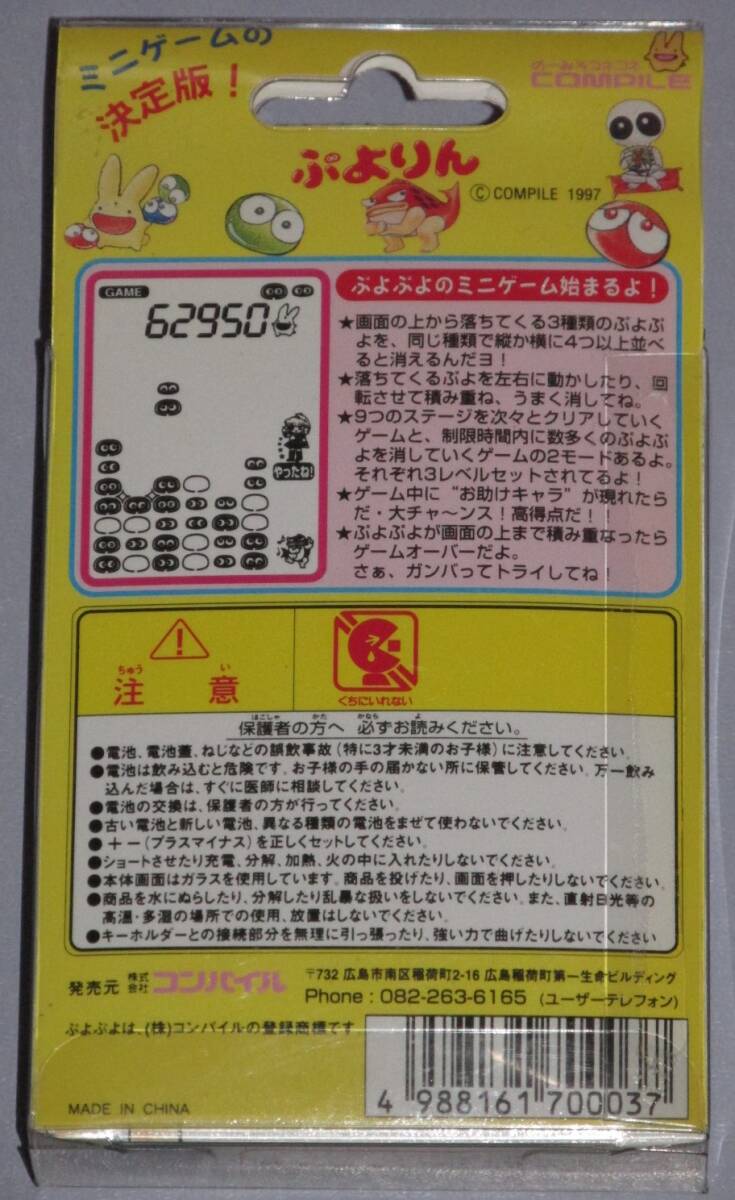 ミニゲームの
決定版!
COMPILE
ぷよりん
© COMPILE 1997
GAME
62950
やったね!
ぷよぷよのミニゲーム始まるよ!
★画面の上から落ちてくる3種類のぷよぷ
よを、同じ種類で縦か横に4つ以上並べ
ると消えるんだヨ!
★落ちてくるぷよを左右に動かしたり、回
転させて積み重ね、うまく消してね。
★9つのステージを次々とクリアしていく
ゲームと、制限時間内に数多くのぷよぷ
よを消していくゲームの2モードあるよ。
それぞれ3レベルセットされてるよ!
★ゲーム中に“お助けキャラ”が現れたら
だ・大チャ〜ンス!高得点だ!
★ぷよぷよが画面の上まで積み重なったら
ゲームオーバーだよ。
さぁ、ガンバってトライしてね!
ちゅう い
注 意
くちにいれない
ほごしゃ かた かなら よ
保護者の方へ 必ずお読みください。
●電池、電池蓋、ねじなどの誤飲事故(特に3才未満のお子様)に注意してください。
●電池は飲み込むと危険です。お子様の手の届かない所に保管してください。万一飲み
込んだ場合は、すぐに医師に相談してください。
●電池の交換は、保護者の方が行ってください。
●古い電池と新しい電池、異なる種類の電池をまぜて使わないでください。
●+−(プラスマイナス)を正しくセットしてください。
●ショートさせたり充電、分解、加熱、火の中に入れたりしないでください。
●本体画面はガラスを使用しています。商品を投げたり、画面を押したりしないでください。
●商品を水にぬらしたり、分解したり乱暴な扱いをしないでください。また、直射日光等の
高温・多湿の場所での使用、放置はしないでください。
●キーホルダーとの接続部分を無理に引っ張ったり、強い力で曲げたりしないでください
発売元 株式会社 コンパイル 〒732 広島市南区稲荷町2-16 広島稲荷町第一生命ビルディング
Phone : 082-263-6165 (ユーザーテレフォン)
ぷよぷよは、(株)コンパイルの登録商標です
MADE IN CHINA
4 988161 700037